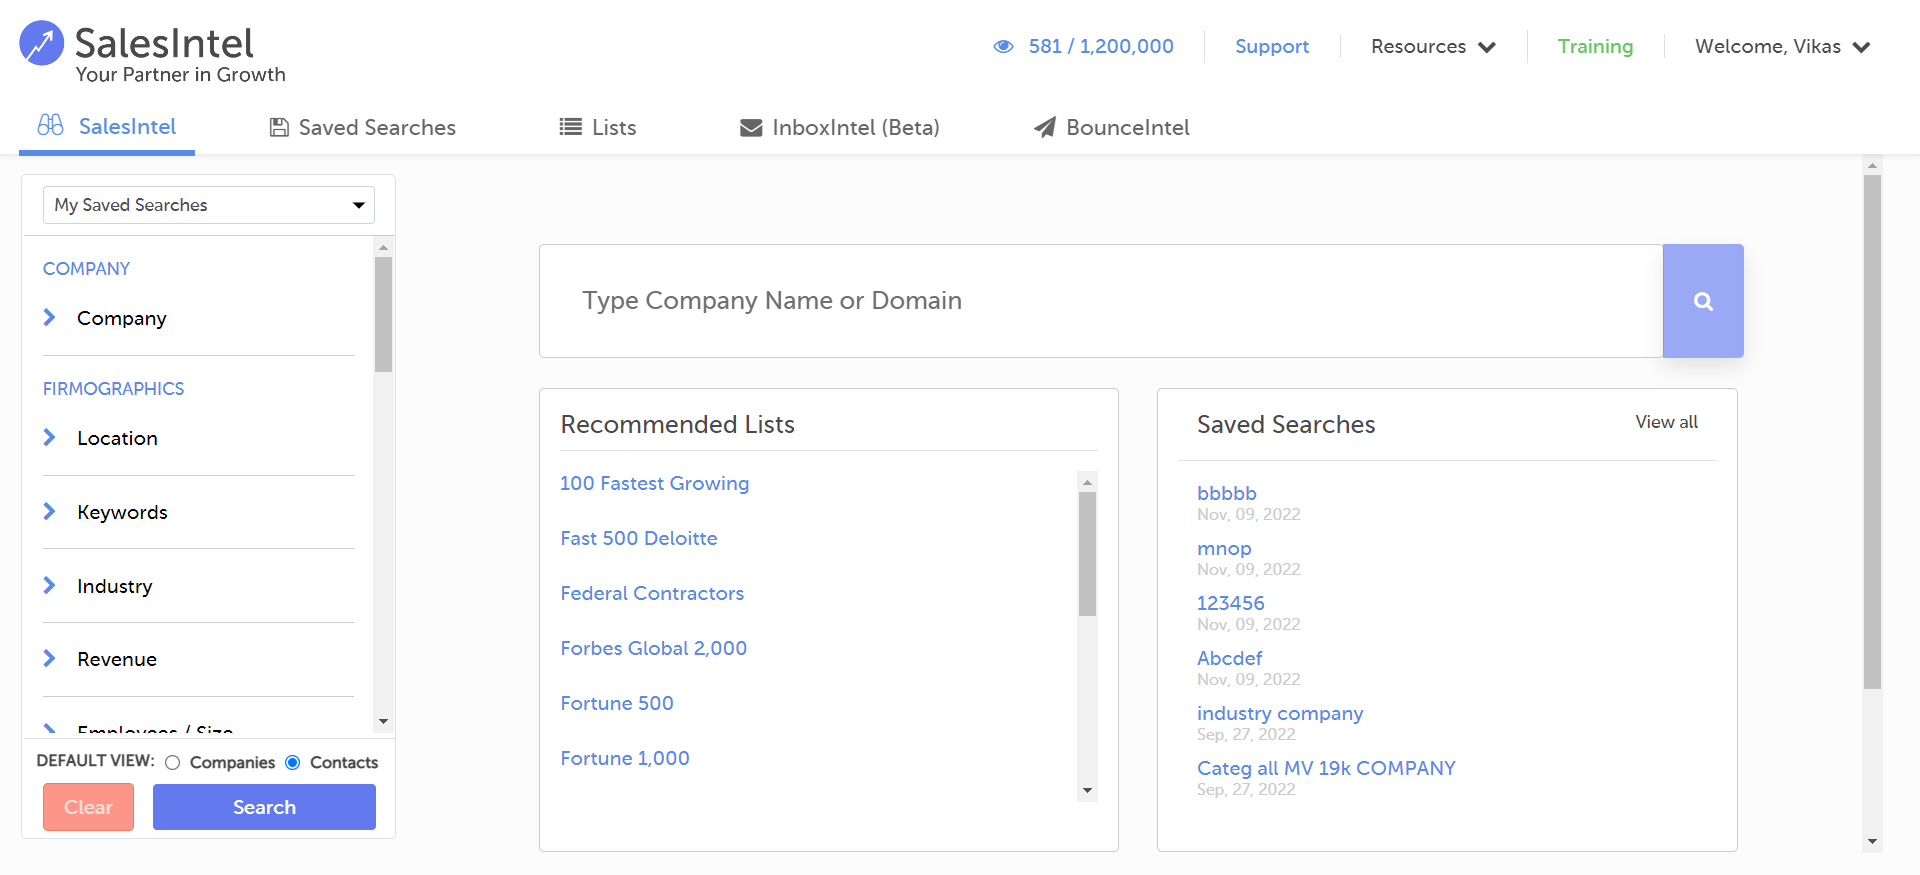 SalesIntel
Your Partner in Growth
581 / 1,200,000
Support
Resources
Training
Welcome, Vikas
SalesIntel
Saved Searches
Lists
InboxIntel (Beta)
BounceIntel
My Saved Searches
COMPANY
Company
FIRMOGRAPHICS
Location
Keywords
Industry
Revenue
Employees / Size
DEFAULT VIEW: Companies Contacts
Clear
Search
Type Company Name or Domain
Recommended Lists
100 Fastest Growing
Fast 500 Deloitte
Federal Contractors
Forbes Global 2,000
Fortune 500
Fortune 1,000
Saved Searches
View all
bbbbb
Nov, 09, 2022
mnop
Nov, 09, 2022
123456
Nov, 09, 2022
Abcdef
Nov, 09, 2022
industry company
Sep, 27, 2022
Categ all MV 19k COMPANY
Sep, 27, 2022